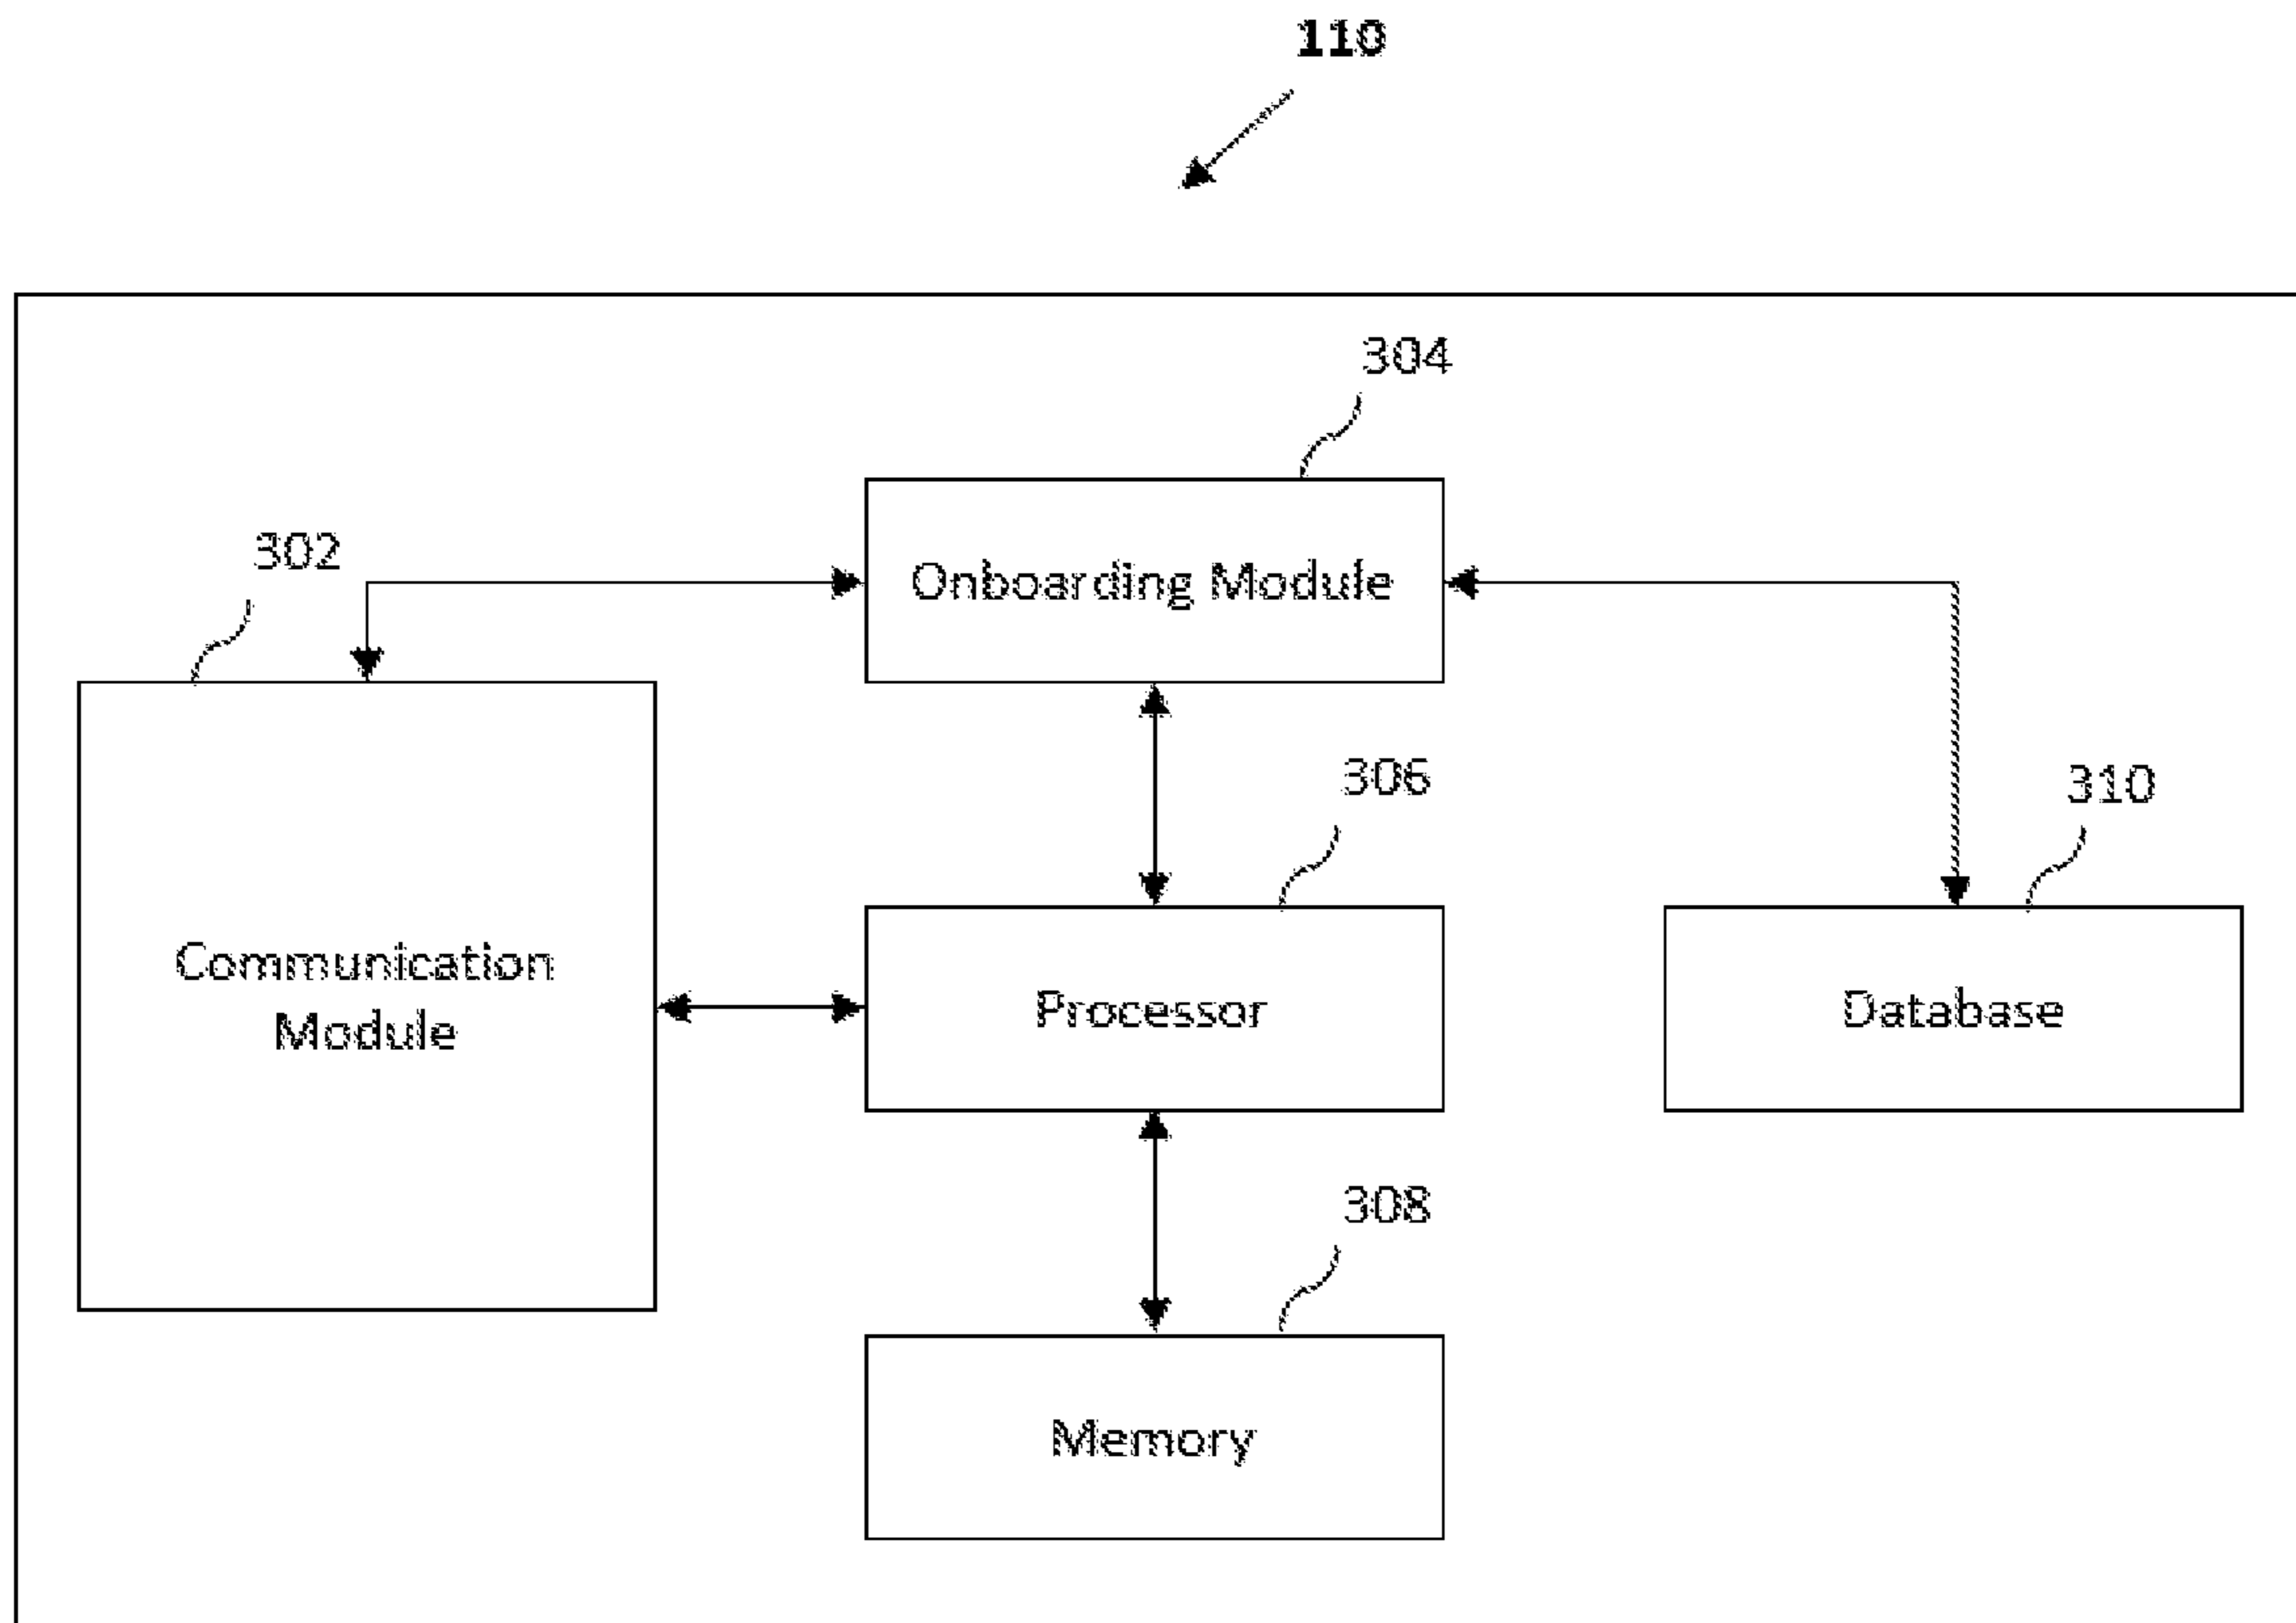 110
304
Onboarding Module
302
306
310
Communication
Module
Processor
Database
308
Memory